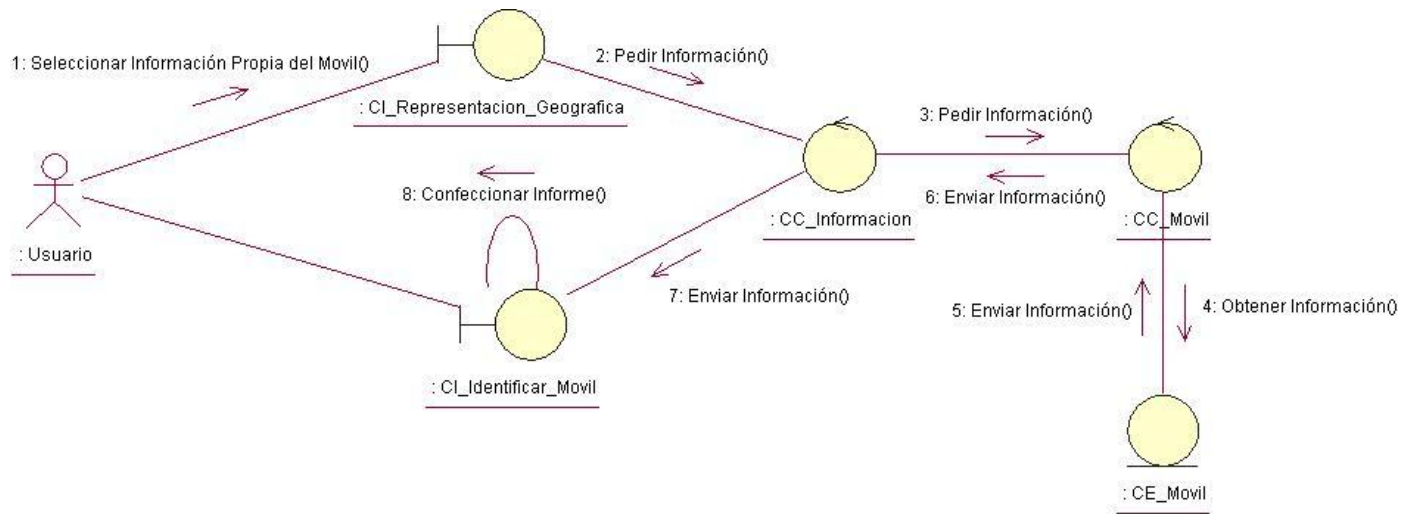 1: Seleccionar Información Propia del Movil()
: CI_Representacion_Geografica
2: Pedir Información()
3: Pedir Información()
6: Enviar Información()
: CC_Informacion
: CC_Movil
8: Confeccionar Informe()
: Usuario
7: Enviar Información()
5: Enviar Información()
4: Obtener Información()
: CI_Identificar_Movil
: CE_Movil